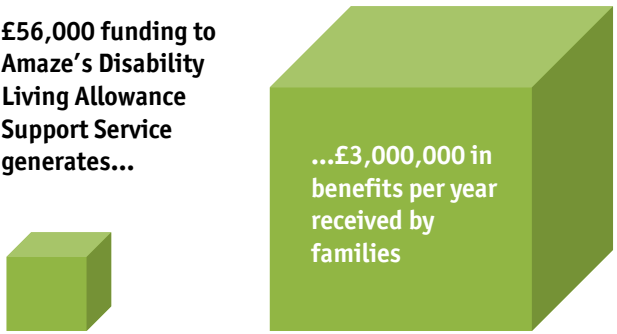 £56,000 funding to
Amaze’s Disability
Living Allowance
Support Service
generates...
...£3,000,000 in
benefits per year
received by
families